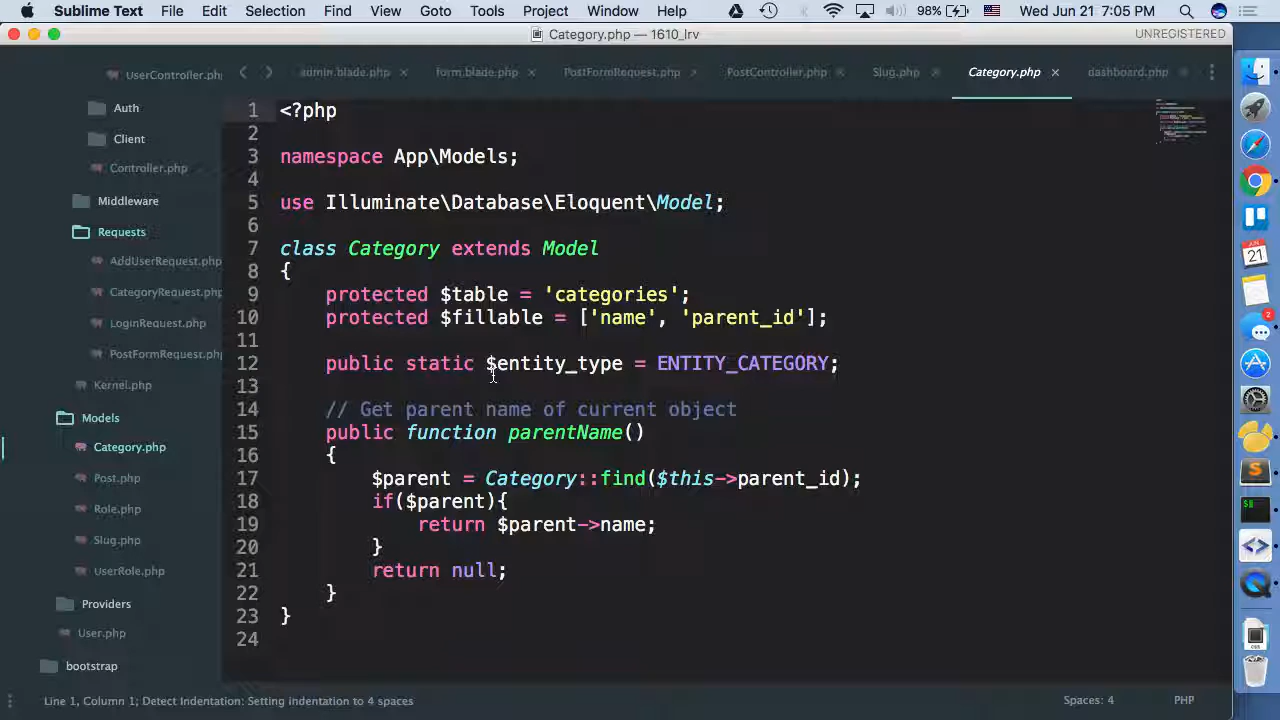 Sublime Text File Edit Selection Find View Goto Tools Project Window Help 98% Wed Jun 21 7:05 PM
Category.php — 1610_lrv UNREGISTERED
UserController.ph admin.blade.php form.blade.php PostFormRequest.php PostController.php Slug.php Category.php dashboard.php
Auth
Client
Controller.php
Middleware
Requests
AddUserRequest.php
CategoryRequest.php
LoginRequest.php
PostFormRequest.php
Kernel.php
Models
Category.php
Post.php
Role.php
Slug.php
UserRole.php
Providers
User.php
bootstrap
1 <?php
2
3 namespace App\Models;
4
5 use Illuminate\Database\Eloquent\Model;
6
7 class Category extends Model
8 {
9 protected $table = 'categories';
10 protected $fillable = ['name', 'parent_id'];
11
12 public static $entity_type = ENTITY_CATEGORY;
13
14 // Get parent name of current object
15 public function parentName()
16 {
17 $parent = Category::find($this->parent_id);
18 if($parent){
19 return $parent->name;
20 }
21 return null;
22 }
23 }
24
JUN
21
2
Line 1, Column 1; Detect Indentation: Setting indentation to 4 spaces Spaces: 4 PHP